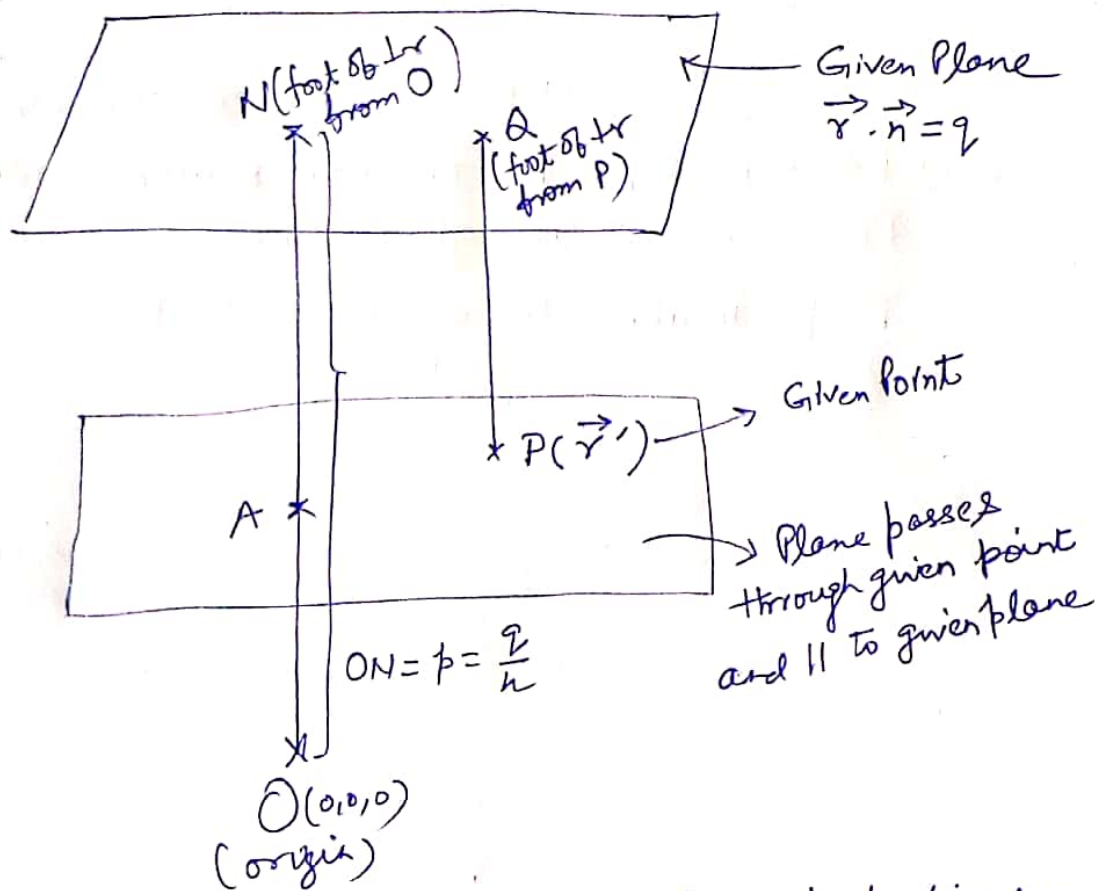 N(foot of ⊥r
from O)
Q
(foot of ⊥r
from P)
Given Plane
r⃗ . n⃗ = q
Given Point
P(r⃗ ')
A
Plane passes
through given point
and || to given plane
ON = p = q/n
O(0,0,0)
(origin)